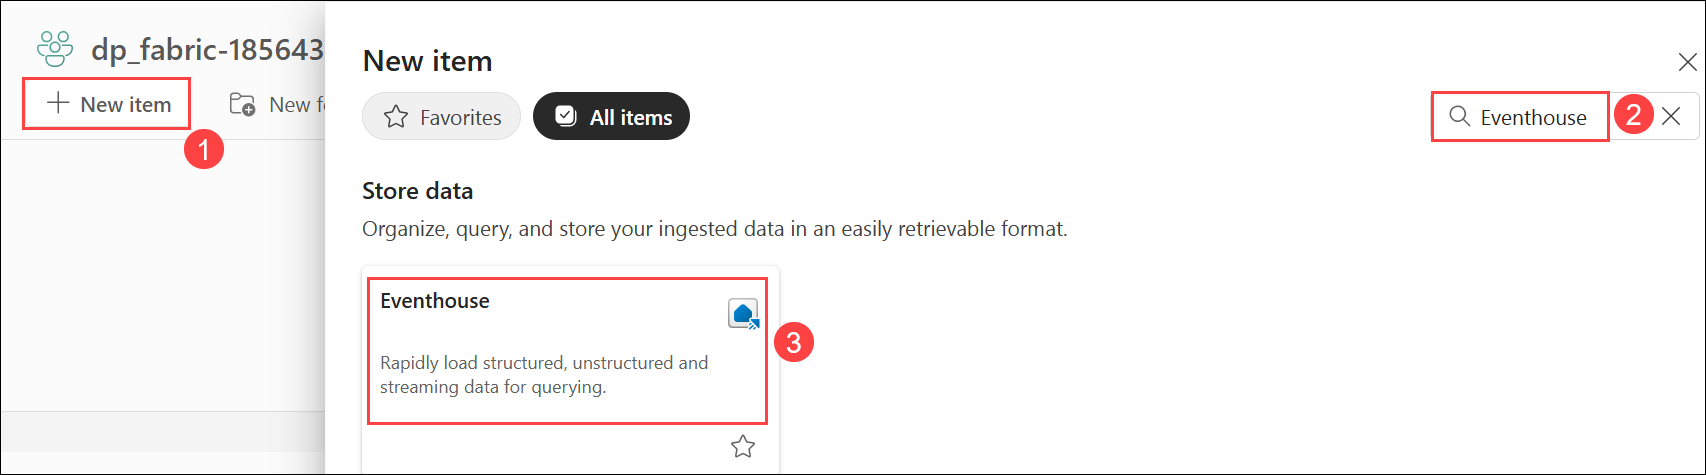 dp_fabric-185643
New item
New f
1
New item
Favorites
All items
Eventhouse
2
Store data
Organize, query, and store your ingested data in an easily retrievable format.
Eventhouse
Rapidly load structured, unstructured and
streaming data for querying.
3